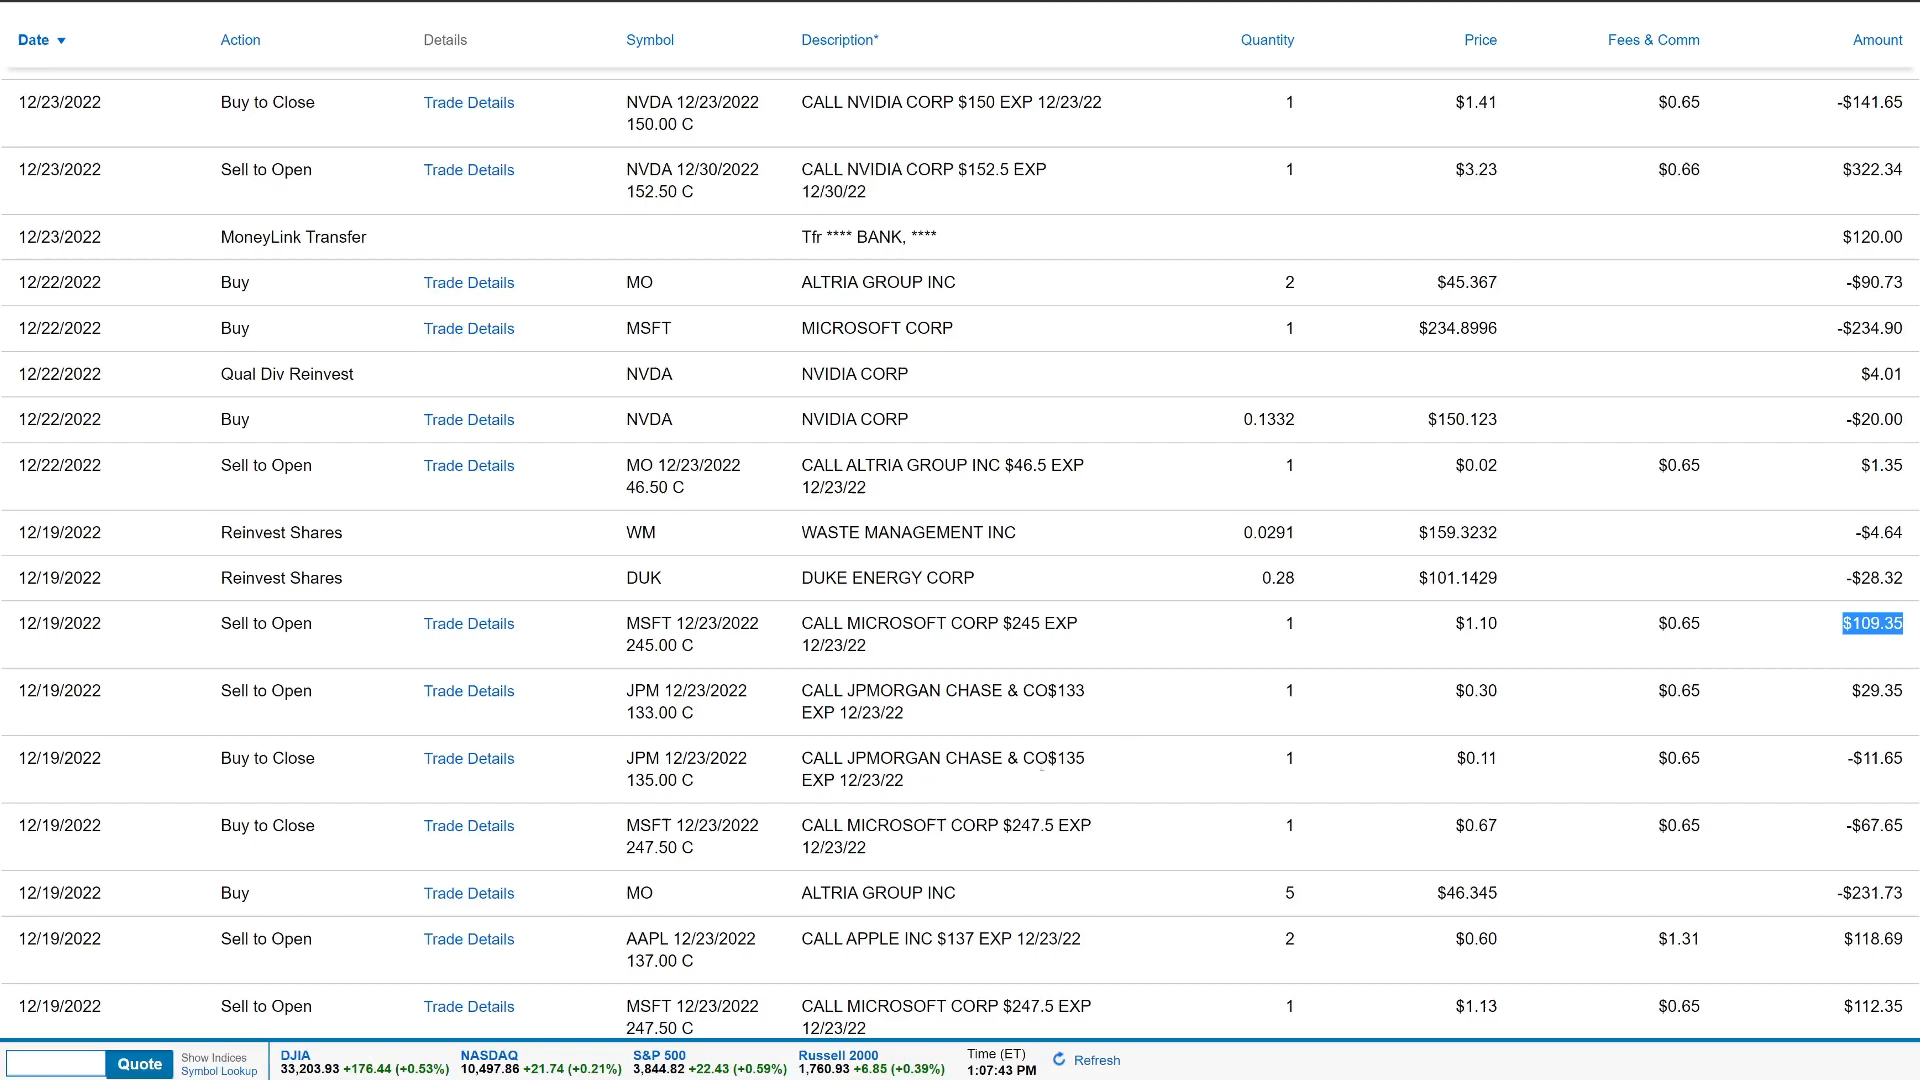 Date ▼ Action Details Symbol Description* Quantity Price Fees & Comm Amount
12/23/2022 Buy to Close Trade Details NVDA 12/23/2022 CALL NVIDIA CORP $150 EXP 12/23/22 1 $1.41 $0.65 -$141.65
150.00 C
12/23/2022 Sell to Open Trade Details NVDA 12/30/2022 CALL NVIDIA CORP $152.5 EXP 1 $3.23 $0.66 $322.34
152.50 C 12/30/22
12/23/2022 MoneyLink Transfer Tfr **** BANK, **** $120.00
12/22/2022 Buy Trade Details MO ALTRIA GROUP INC 2 $45.367 -$90.73
12/22/2022 Buy Trade Details MSFT MICROSOFT CORP 1 $234.8996 -$234.90
12/22/2022 Qual Div Reinvest NVDA NVIDIA CORP $4.01
12/22/2022 Buy Trade Details NVDA NVIDIA CORP 0.1332 $150.123 -$20.00
12/22/2022 Sell to Open Trade Details MO 12/23/2022 CALL ALTRIA GROUP INC $46.5 EXP 1 $0.02 $0.65 $1.35
46.50 C 12/23/22
12/19/2022 Reinvest Shares WM WASTE MANAGEMENT INC 0.0291 $159.3232 -$4.64
12/19/2022 Reinvest Shares DUK DUKE ENERGY CORP 0.28 $101.1429 -$28.32
12/19/2022 Sell to Open Trade Details MSFT 12/23/2022 CALL MICROSOFT CORP $245 EXP 1 $1.10 $0.65 $109.35
245.00 C 12/23/22
12/19/2022 Sell to Open Trade Details JPM 12/23/2022 CALL JPMORGAN CHASE & CO$133 1 $0.30 $0.65 $29.35
133.00 C EXP 12/23/22
12/19/2022 Buy to Close Trade Details JPM 12/23/2022 CALL JPMORGAN CHASE & CO$135 1 $0.11 $0.65 -$11.65
135.00 C EXP 12/23/22
12/19/2022 Buy to Close Trade Details MSFT 12/23/2022 CALL MICROSOFT CORP $247.5 EXP 1 $0.67 $0.65 -$67.65
247.50 C 12/23/22
12/19/2022 Buy Trade Details MO ALTRIA GROUP INC 5 $46.345 -$231.73
12/19/2022 Sell to Open Trade Details AAPL 12/23/2022 CALL APPLE INC $137 EXP 12/23/22 2 $0.60 $1.31 $118.69
137.00 C
12/19/2022 Sell to Open Trade Details MSFT 12/23/2022 CALL MICROSOFT CORP $247.5 EXP 1 $1.13 $0.65 $112.35
247.50 C 12/23/22
Quote Show Indices DJIA NASDAQ S&P 500 Russell 2000 Time (ET) Refresh
Symbol Lookup 33,203.93 +176.44 (+0.53%) 10,497.86 +21.74 (+0.21%) 3,844.82 +22.43 (+0.59%) 1,760.93 +6.85 (+0.39%) 1:07:43 PM